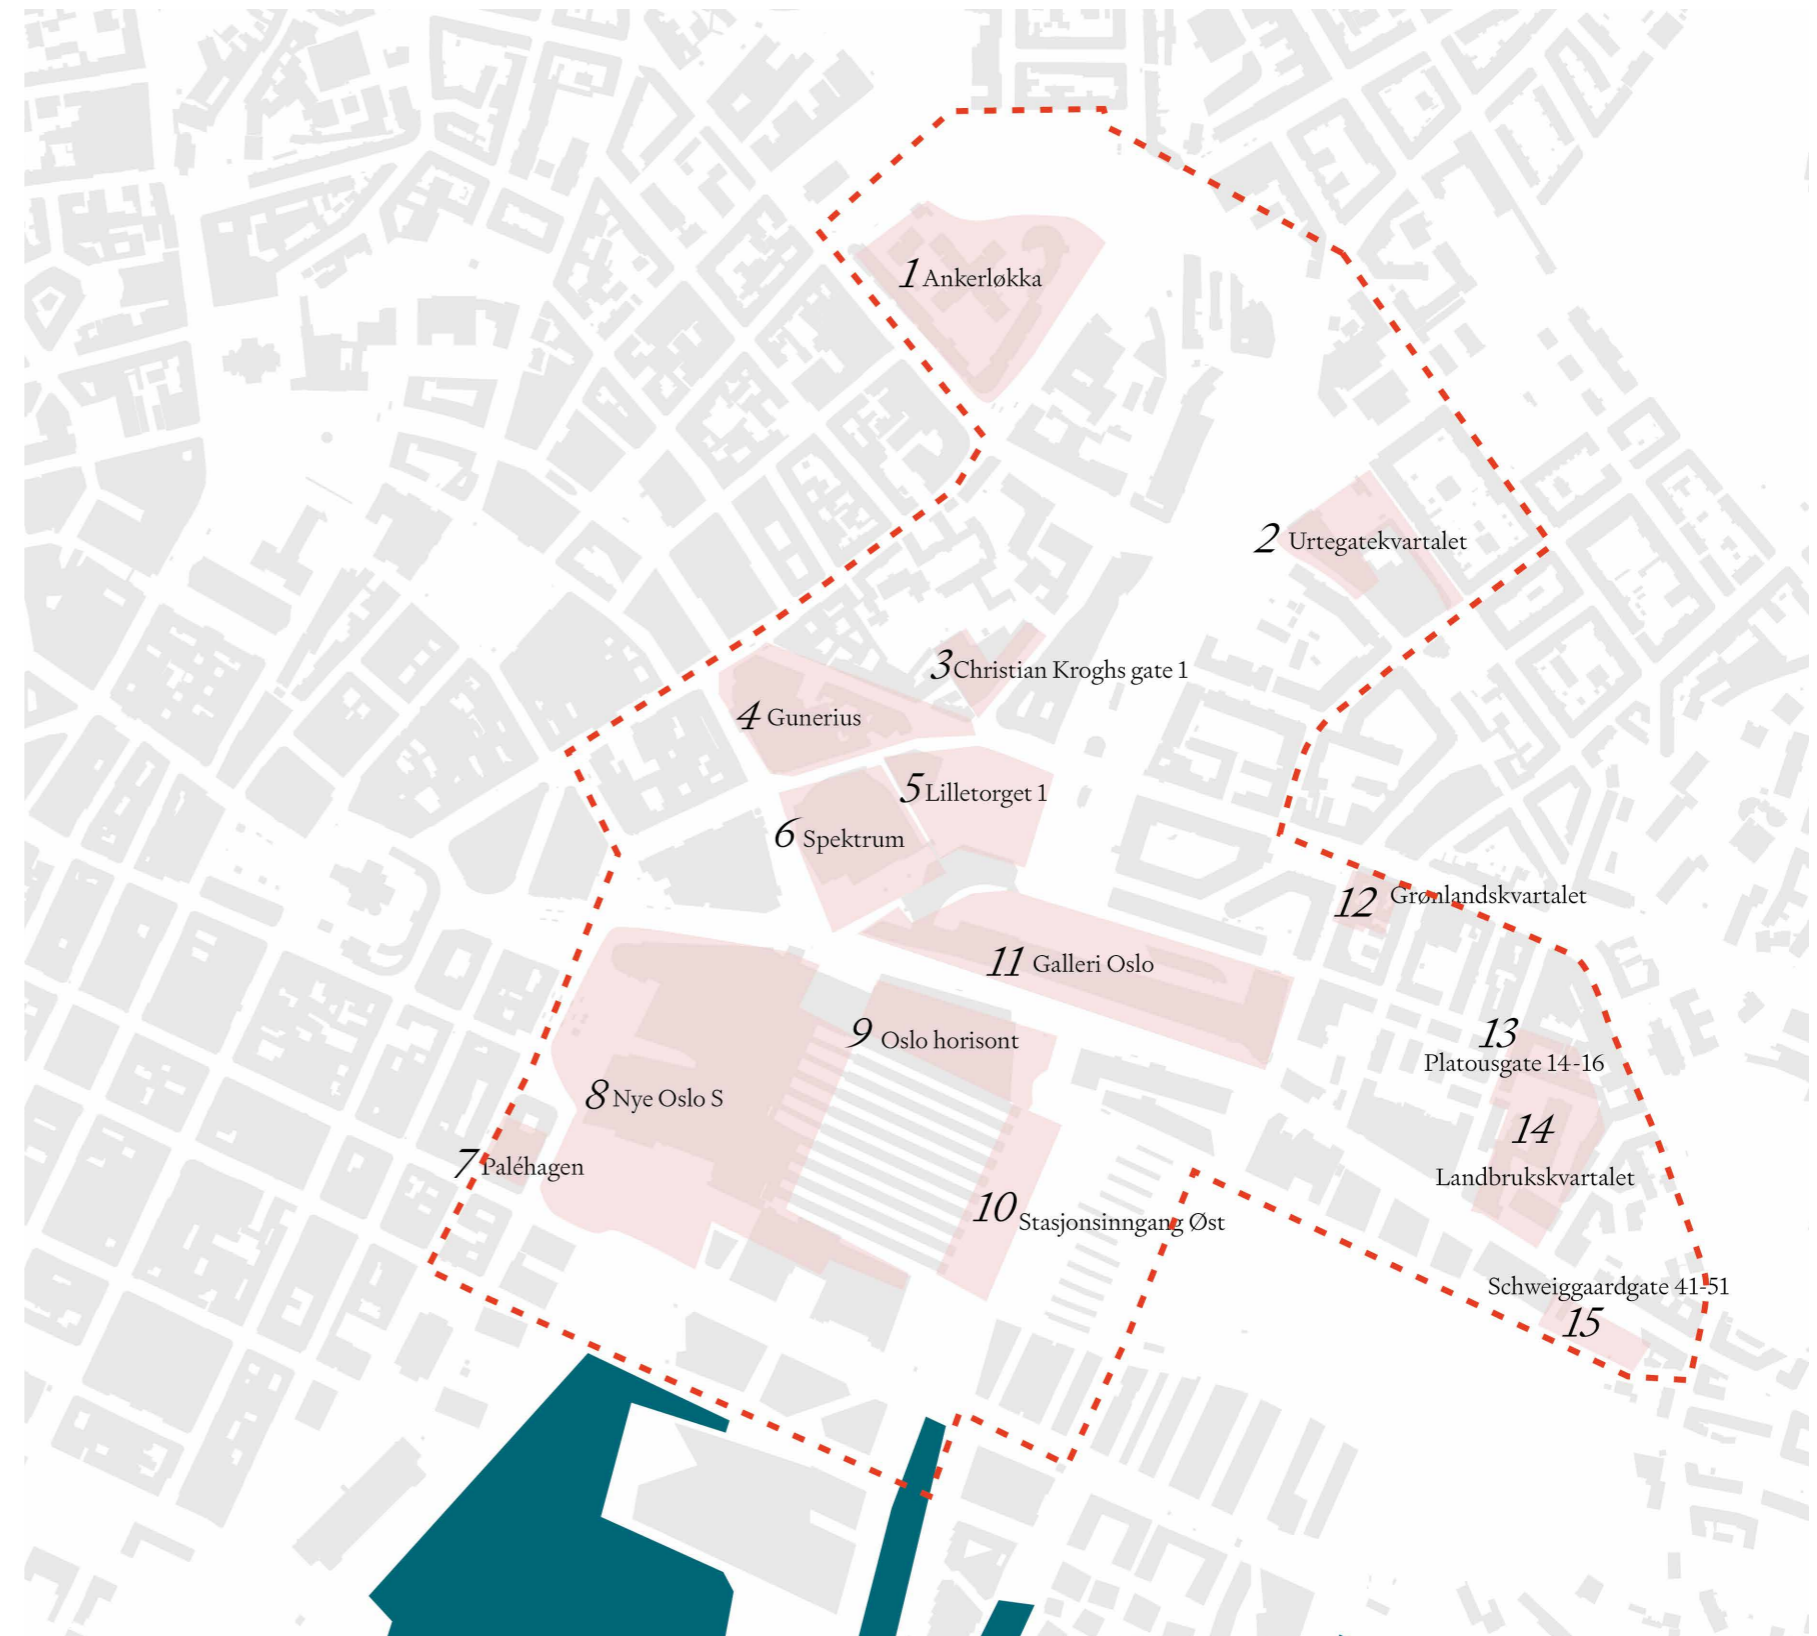 1 Ankerløkka
2 Urtegatekvartalet
3 Christian Kroghs gate 1
4 Gunerius
5 Lilletorget 1
6 Spektrum
12 Grønlandskvartalet
11 Galleri Oslo
9 Oslo horisont
13
Platousgate 14-16
8 Nye Oslo S
14
7 Paléhagen
Landbrukskvartalet
10 Stasjonsinngang Øst
Schweiggaardgate 41-51
15